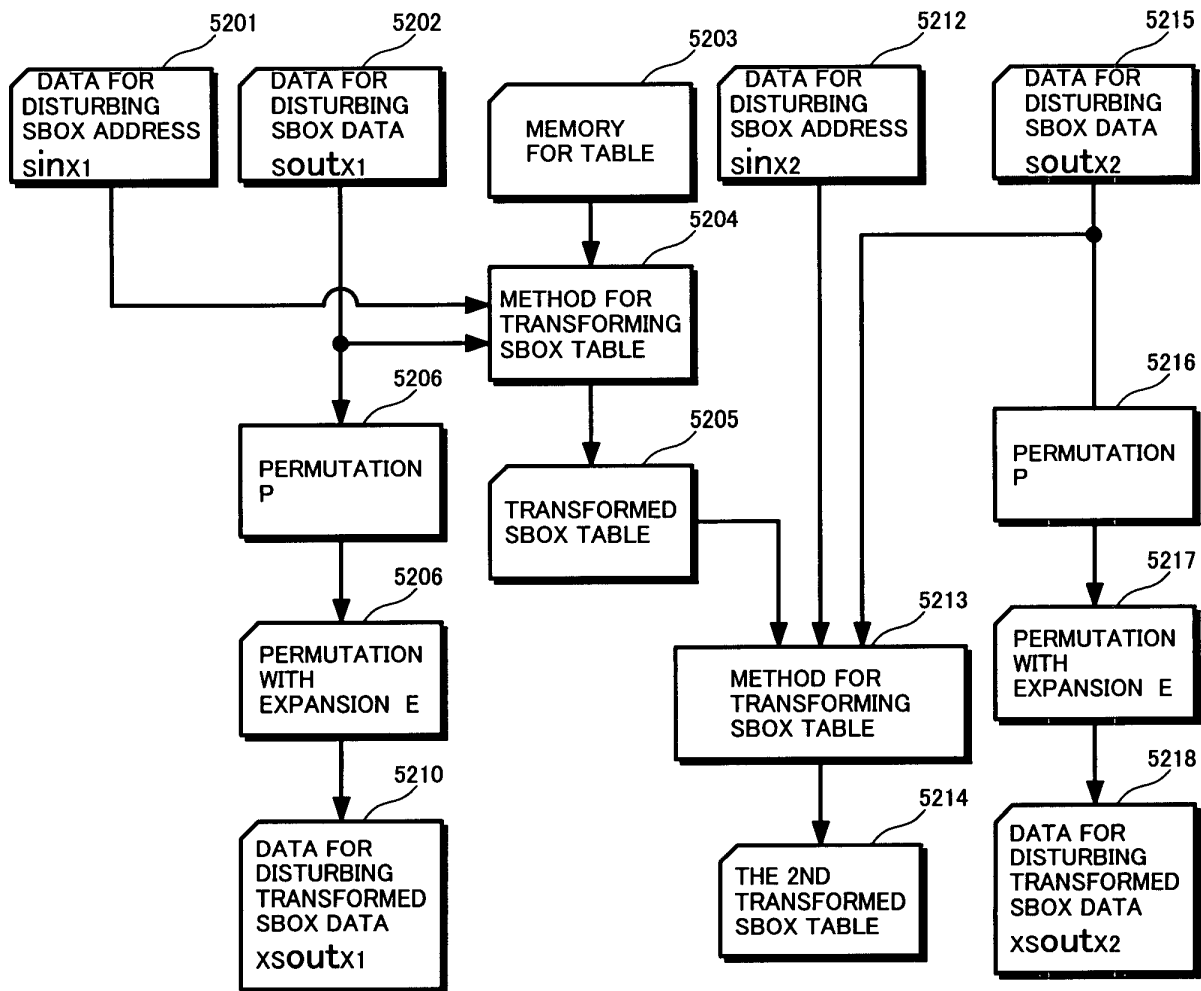 5201
5202
5203
5212
5215
DATA FOR
DISTURBING
SBOX ADDRESS
sinx1
DATA FOR
DISTURBING
SBOX DATA
soutx1
MEMORY
FOR TABLE
DATA FOR
DISTURBING
SBOX ADDRESS
sinx2
DATA FOR
DISTURBING
SBOX DATA
soutx2
5204
METHOD FOR
TRANSFORMING
SBOX TABLE
5206
PERMUTATION
P
5205
TRANSFORMED
SBOX TABLE
5216
PERMUTATION
P
5206
PERMUTATION
WITH
EXPANSION E
5213
METHOD FOR
TRANSFORMING
SBOX TABLE
5217
PERMUTATION
WITH
EXPANSION E
5210
DATA FOR
DISTURBING
TRANSFORMED
SBOX DATA
xsoutx1
5214
THE 2ND
TRANSFORMED
SBOX TABLE
5218
DATA FOR
DISTURBING
TRANSFORMED
SBOX DATA
xsoutx2